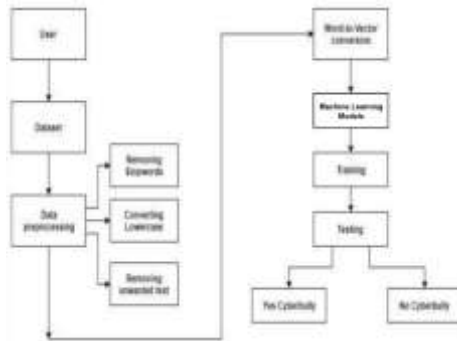 User
Dataset
Data
preprocessing
Removing
Stopwords
Converting
Lowercase
Removing
unwanted text
Word-to-Vector
conversion
Machine Learning
Module
Training
Testing
Yes Cyberbully
No Cyberbully